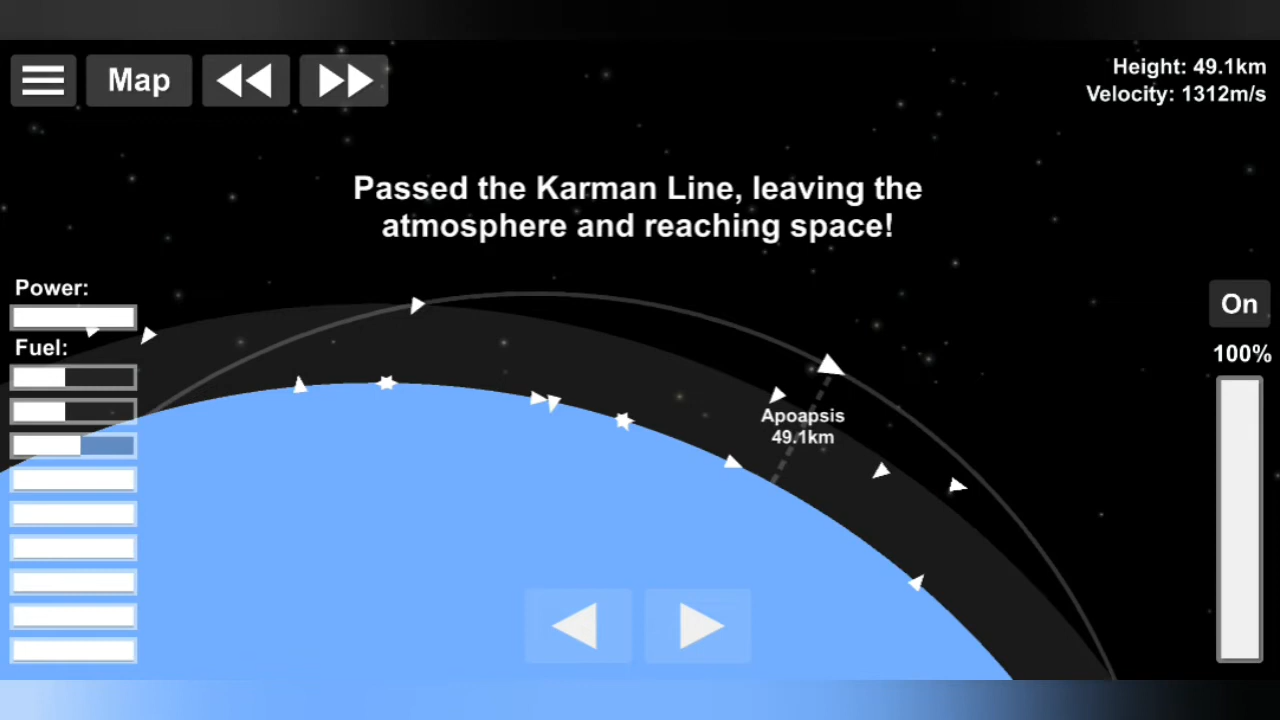 Map
Height: 49.1km
Velocity: 1312m/s
Passed the Karman Line, leaving the
atmosphere and reaching space!
Power:
Fuel:
On
100%
Apoapsis
49.1km